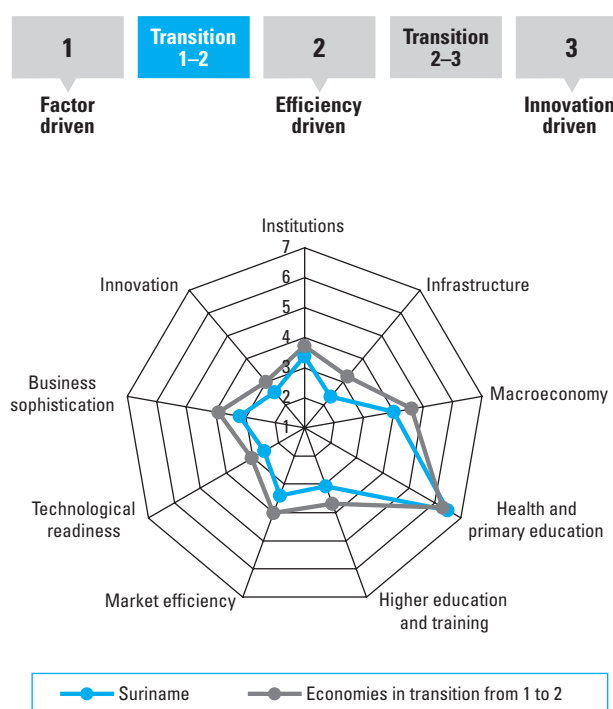 1
Transition
1–2
2
Transition
2–3
3
Factor
driven
Efficiency
driven
Innovation
driven
Institutions
7
6
5
4
3
2
1
Infrastructure
Macroeconomy
Health and
primary education
Higher education
and training
Market efficiency
Technological
readiness
Business
sophistication
Innovation
Suriname
Economies in transition from 1 to 2